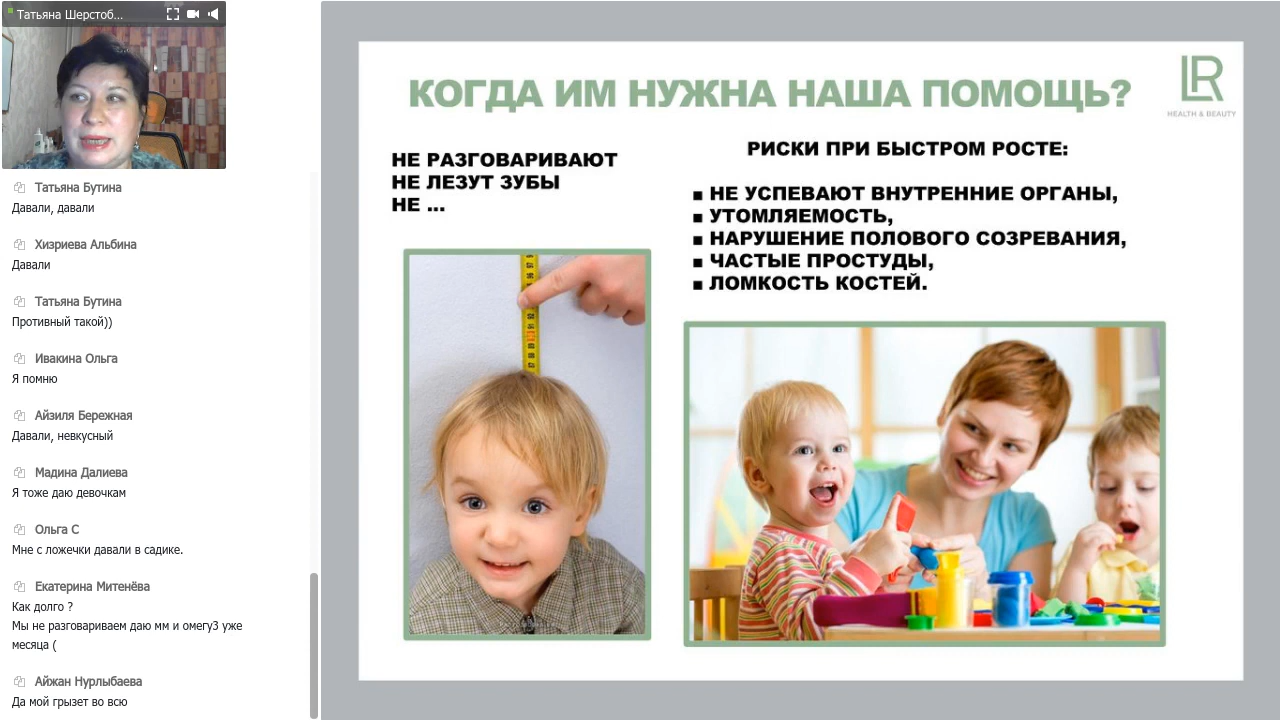 Татьяна Шерстоб...
Татьяна Бутина
Давали, давали
Хизриева Альбина
Давали
Татьяна Бутина
Противный такой))
Ивакина Ольга
Я помню
Айзиля Бережная
Давали, невкусный
Мадина Далиева
Я тоже даю девочкам
Ольга С
Мне с ложечки давали в садике.
Екатерина Митенёва
Как долго ?
Мы не разговариваем даю мм и омегу3 уже
месяца (
Айжан Нурлыбаева
Да мой грызет во всю
КОГДА ИМ НУЖНА НАША ПОМОЩЬ?
LR
HEALTH & BEAUTY
НЕ РАЗГОВАРИВАЮТ
НЕ ЛЕЗУТ ЗУБЫ
НЕ ...
РИСКИ ПРИ БЫСТРОМ РОСТЕ:
▪ НЕ УСПЕВАЮТ ВНУТРЕННИЕ ОРГАНЫ,
▪ УТОМЛЯЕМОСТЬ,
▪ НАРУШЕНИЕ ПОЛОВОГО СОЗРЕВАНИЯ,
▪ ЧАСТЫЕ ПРОСТУДЫ,
▪ ЛОМКОСТЬ КОСТЕЙ.